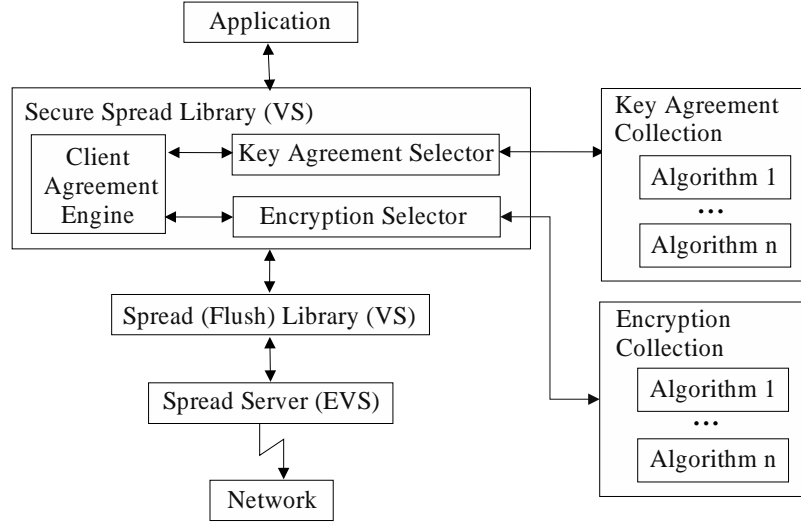 Application
Secure Spread Library (VS)
Client
Agreement
Engine
Key Agreement Selector
Encryption Selector
Spread (Flush) Library (VS)
Spread Server (EVS)
Network
Key Agreement
Collection
Algorithm 1
...
Algorithm n
Encryption
Collection
Algorithm 1
...
Algorithm n